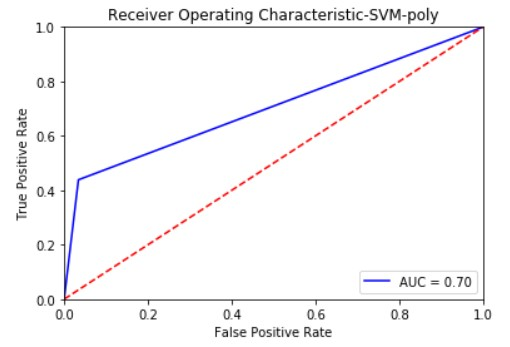 Receiver Operating Characteristic-SVM-poly
True Positive Rate
1.0
0.8
0.6
0.4
0.2
0.0
AUC = 0.70
0.0 0.2 0.4 0.6 0.8 1.0
False Positive Rate